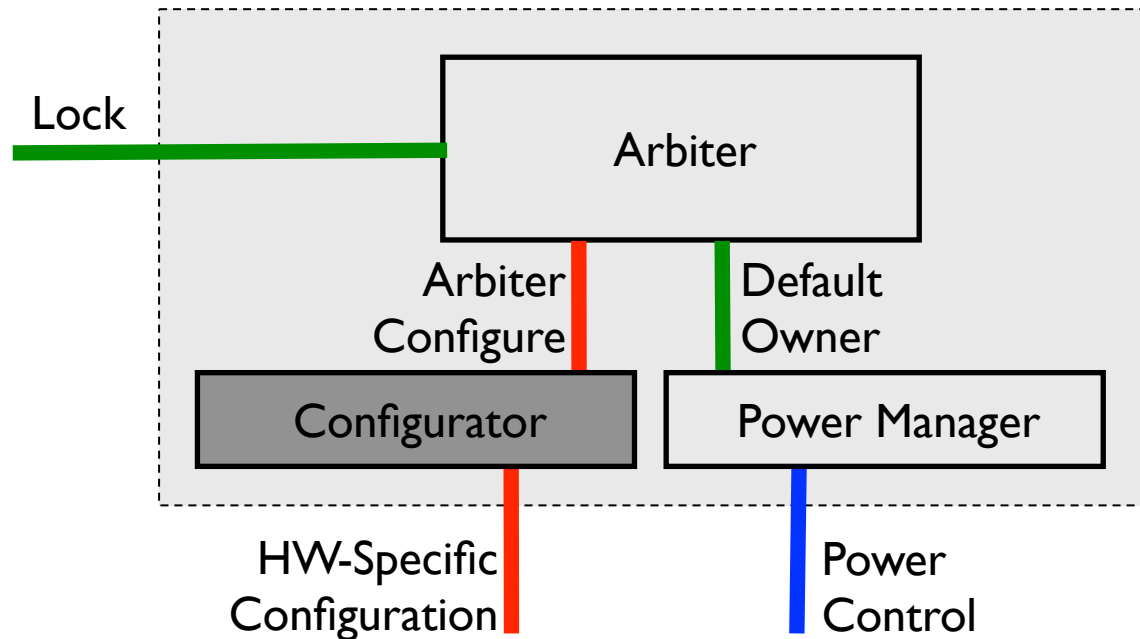 Lock
Arbiter
Arbiter
Configure
Default
Owner
Configurator
Power Manager
HW-Specific
Configuration
Power
Control